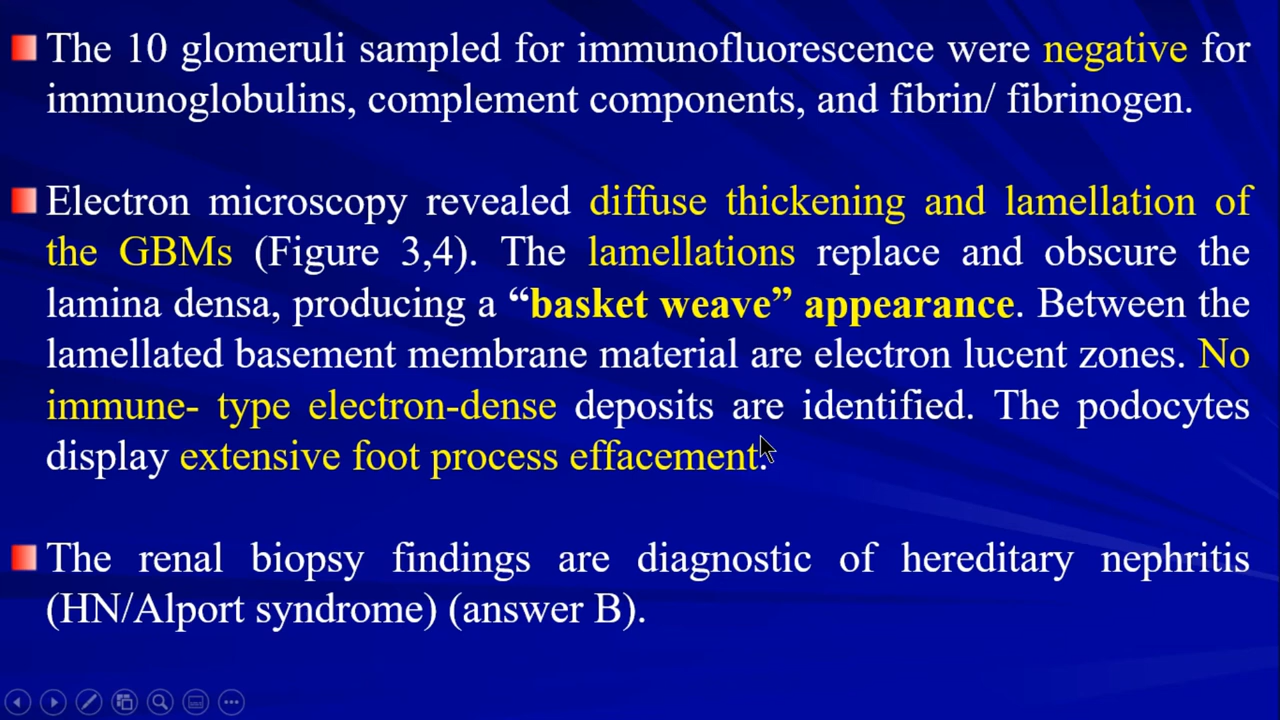 The 10 glomeruli sampled for immunofluorescence were negative for
immunoglobulins, complement components, and fibrin/ fibrinogen.
Electron microscopy revealed diffuse thickening and lamellation of
the GBMs (Figure 3,4). The lamellations replace and obscure the
lamina densa, producing a “basket weave” appearance. Between the
lamellated basement membrane material are electron lucent zones. No
immune- type electron-dense deposits are identified. The podocytes
display extensive foot process effacement.
The renal biopsy findings are diagnostic of hereditary nephritis
(HN/Alport syndrome) (answer B).